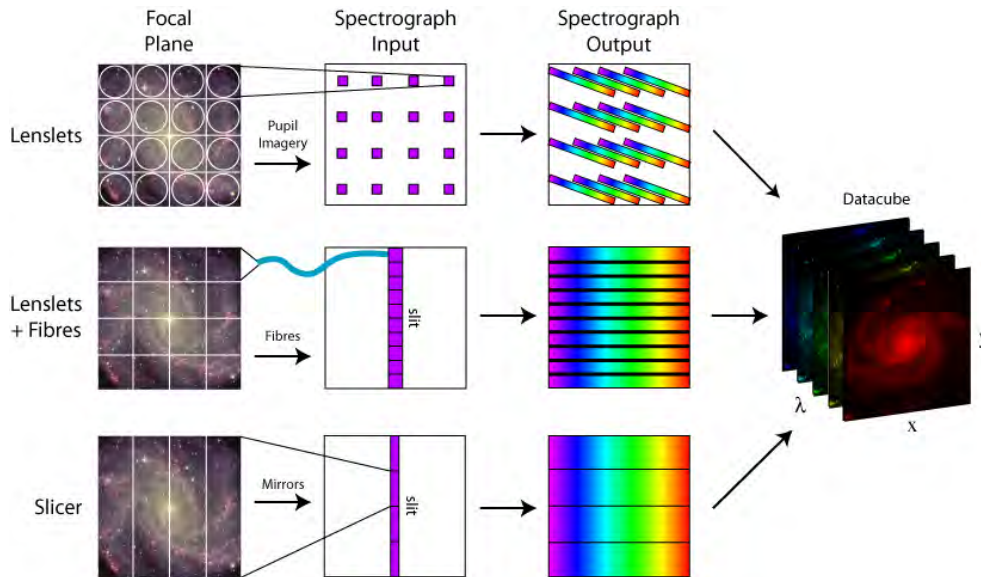 Focal
Plane
Spectrograph
Input
Spectrograph
Output
Lenslets
Pupil
Imagery
Datacube
Lenslets
+ Fibres
Fibres
slit
y
λ
x
Slicer
Mirrors
slit